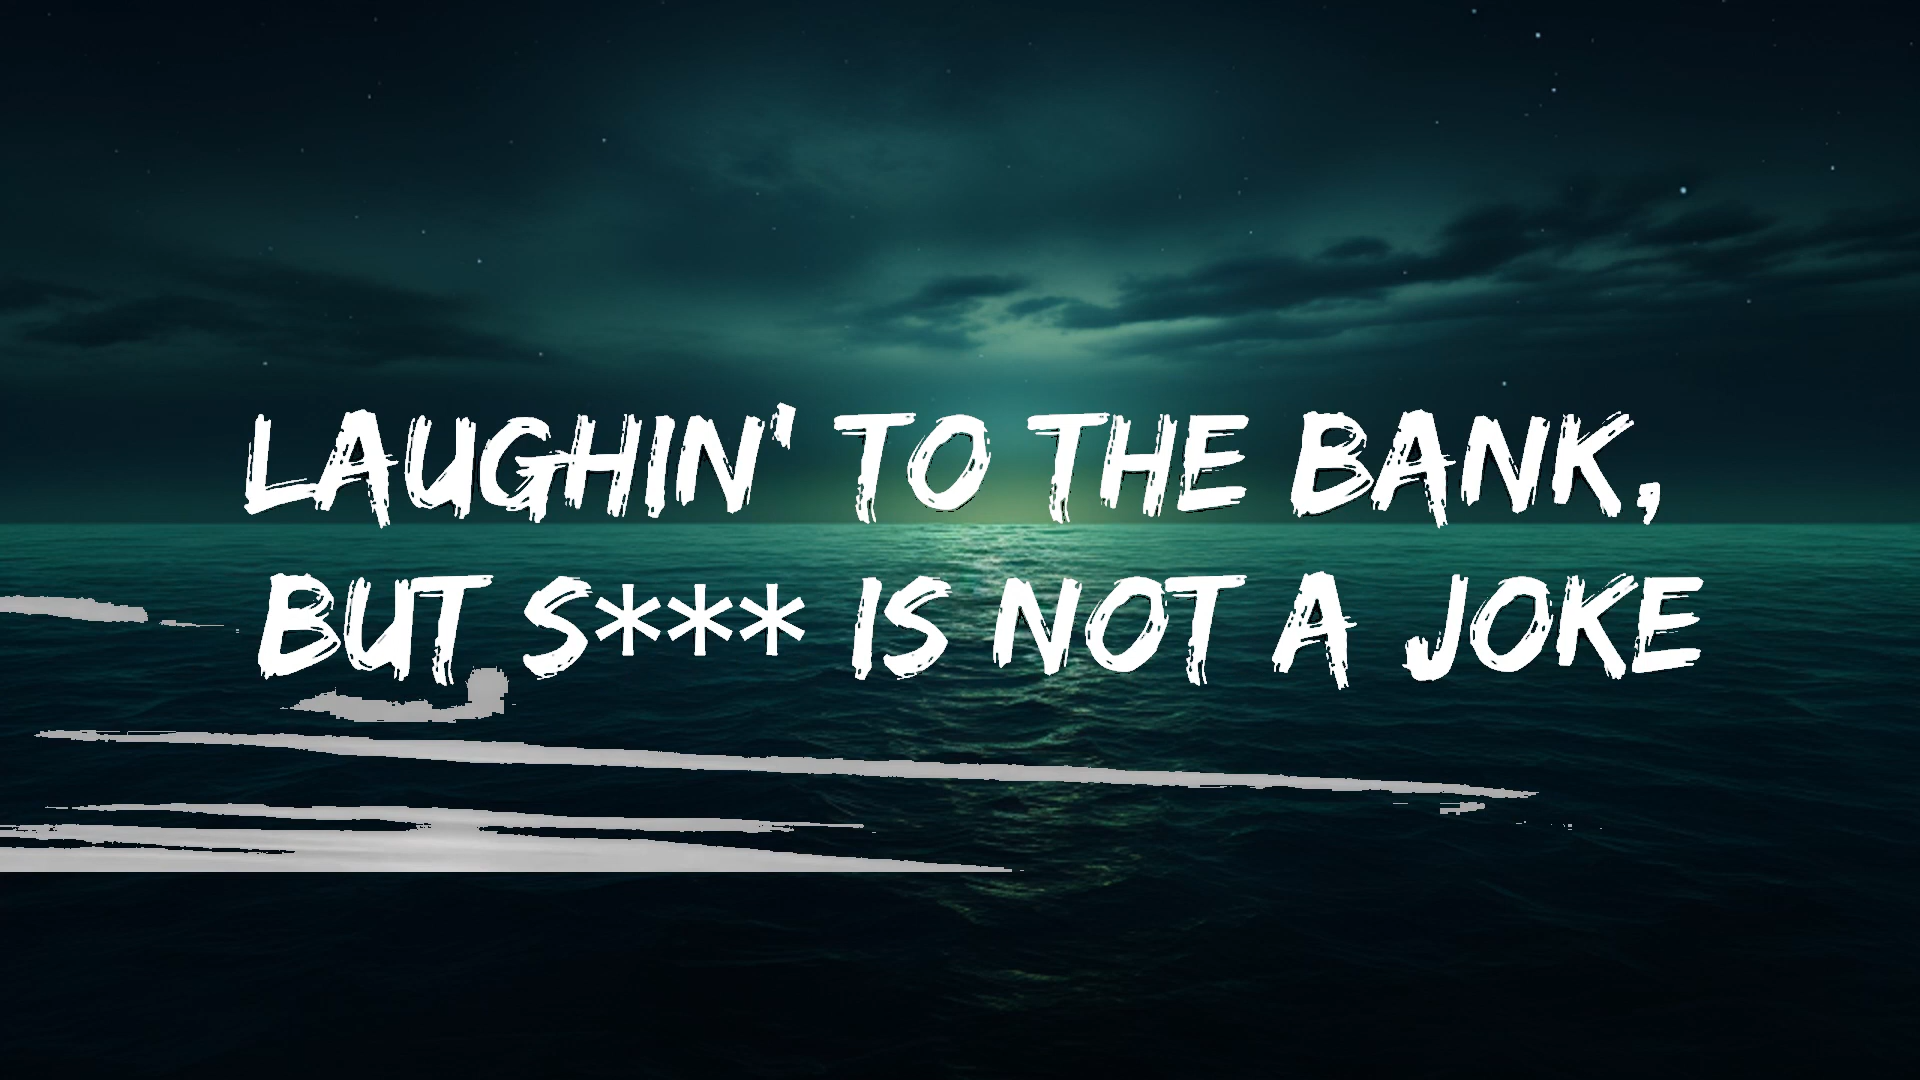 LAUGHIN' TO THE BANK,
BUT S*** IS NOT A JOKE